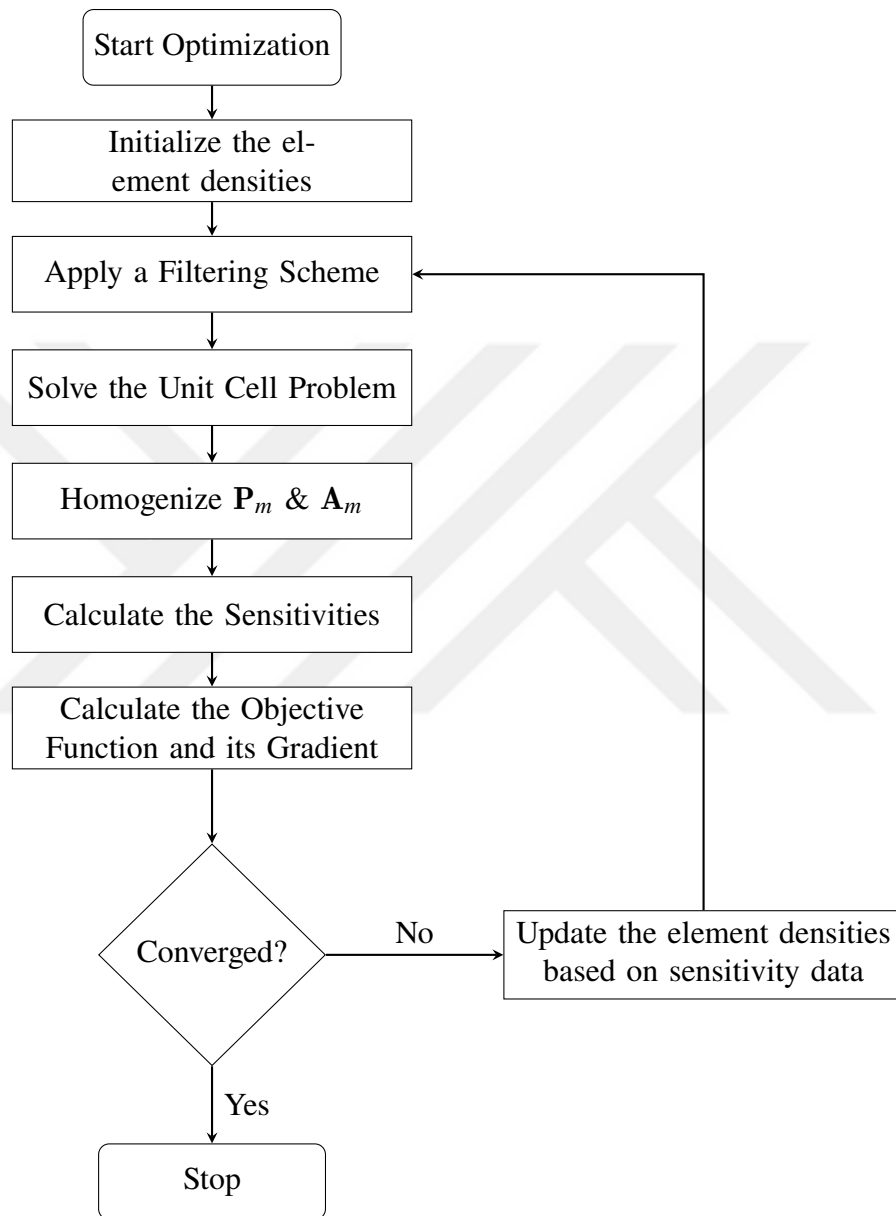 Start Optimization
Initialize the el-
ement densities
Apply a Filtering Scheme
Solve the Unit Cell Problem
Homogenize Pm & Am
Calculate the Sensitivities
Calculate the Objective
Function and its Gradient
Converged?
No
Update the element densities
based on sensitivity data
Yes
Stop